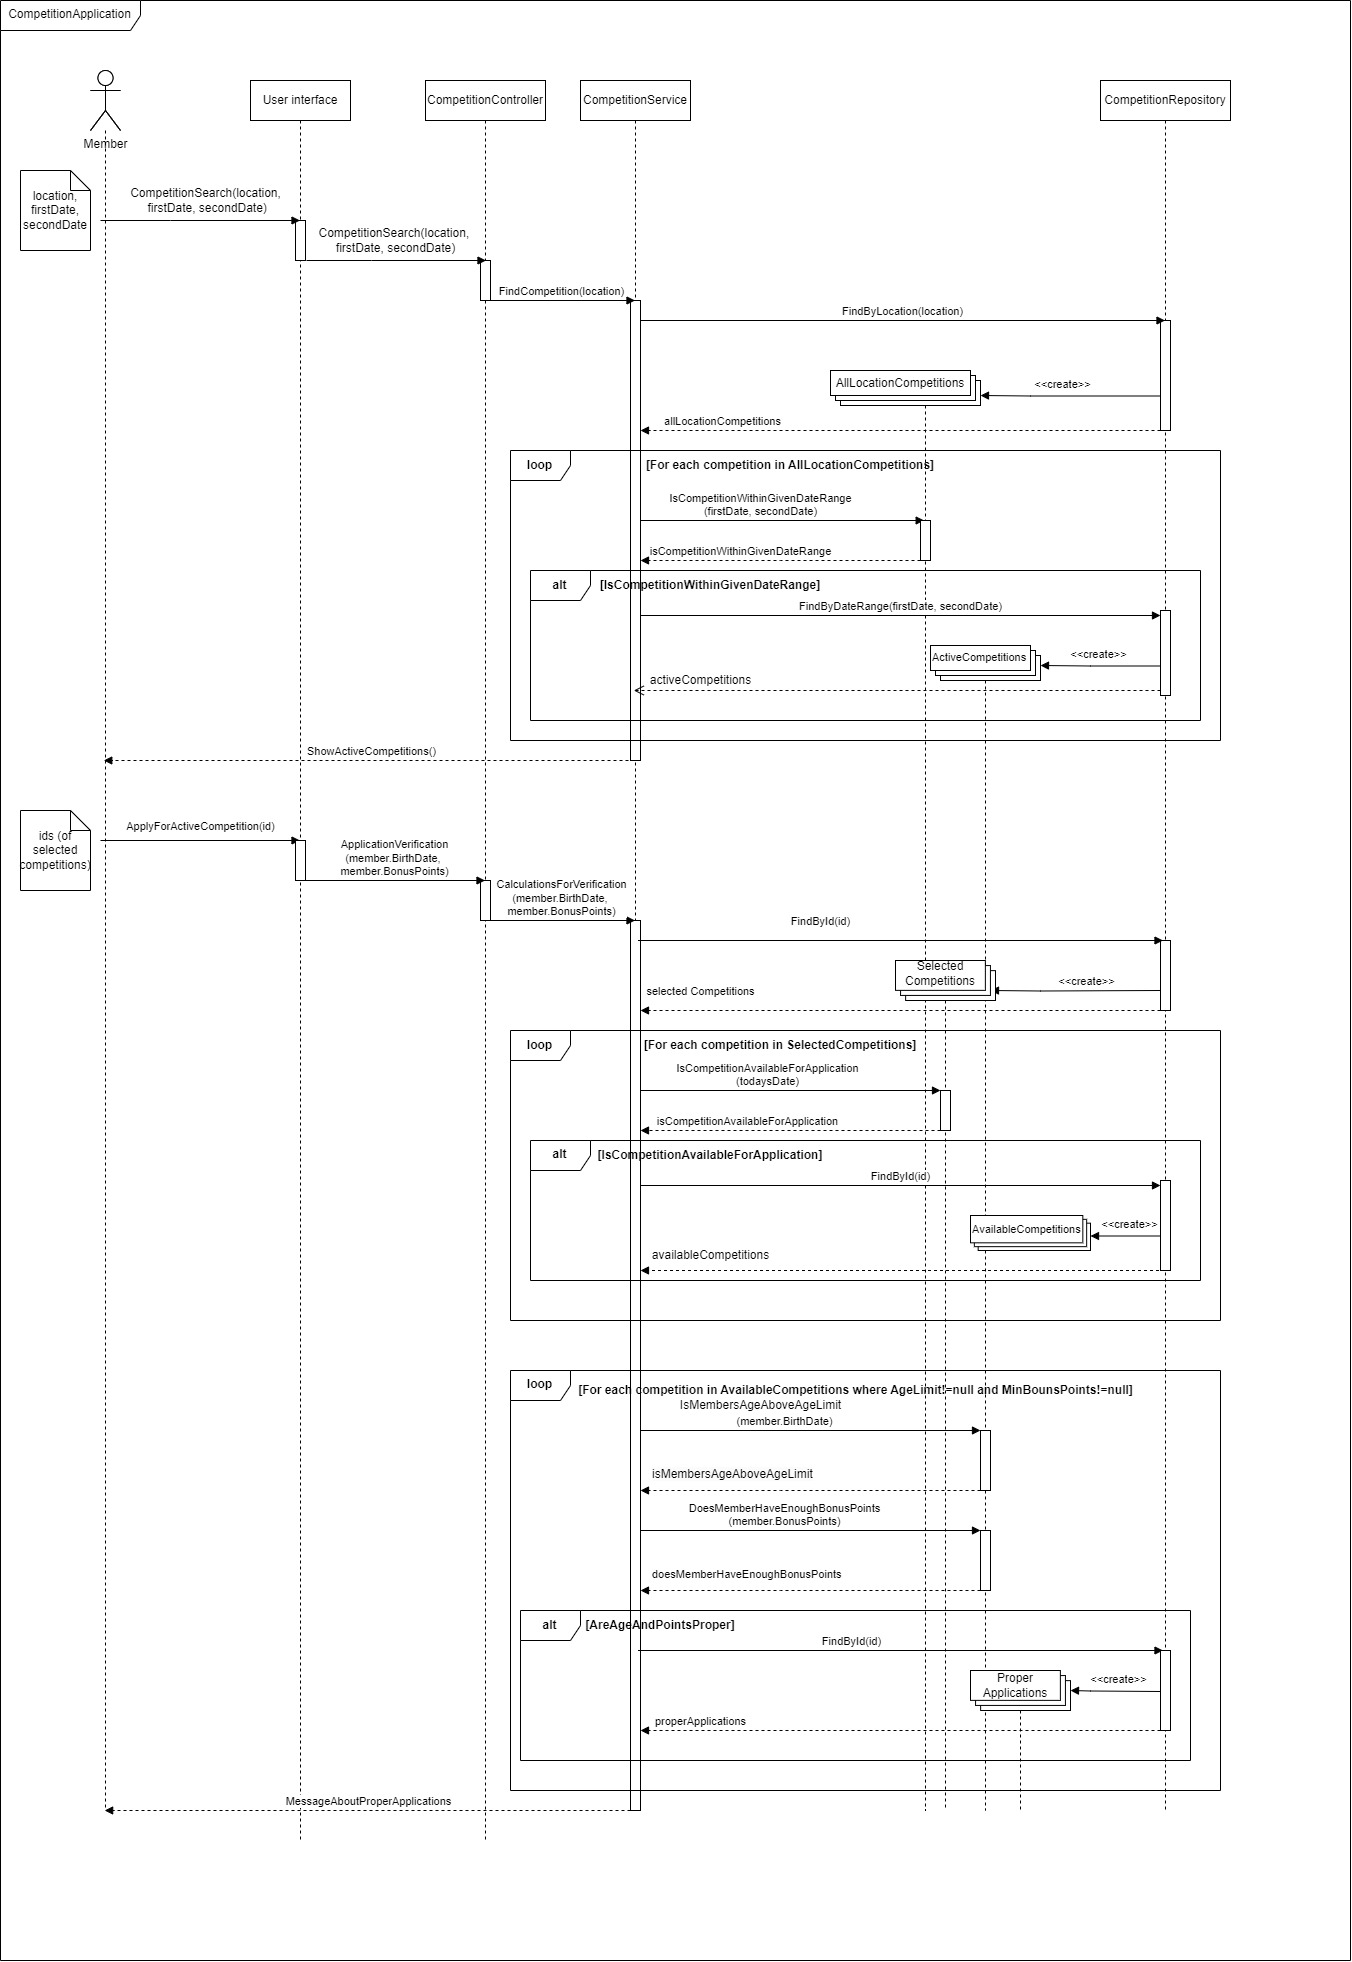 CompetitionApplication
Member
User interface
CompetitionController
CompetitionService
CompetitionRepository
location,
firstDate,
secondDate
CompetitionSearch(location,
firstDate, secondDate)
CompetitionSearch(location,
firstDate, secondDate)
FindCompetition(location)
FindByLocation(location)
AllLocationCompetitions
<<create>>
allLocationCompetitions
loop
[For each competition in AllLocationCompetitions]
IsCompetitionWithinGivenDateRange
(firstDate, secondDate)
isCompetitionWithinGivenDateRange
alt
[IsCompetitionWithinGivenDateRange]
FindByDateRange(firstDate, secondDate)
ActiveCompetitions
<<create>>
activeCompetitions
ShowActiveCompetitions()
ids (of
selected
competitions)
ApplyForActiveCompetition(id)
ApplicationVerification
(member.BirthDate,
member.BonusPoints)
CalculationsForVerification
(member.BirthDate,
member.BonusPoints)
FindById(id)
Selected
Competitions
<<create>>
selected Competitions
loop
[For each competition in SelectedCompetitions]
IsCompetitionAvailableForApplication
(todaysDate)
isCompetitionAvailableForApplication
alt
[IsCompetitionAvailableForApplication]
FindById(id)
AvailableCompetitions
<<create>>
availableCompetitions
loop
[For each competition in AvailableCompetitions where AgeLimit!=null and MinBounsPoints!=null]
IsMembersAgeAboveAgeLimit
(member.BirthDate)
isMembersAgeAboveAgeLimit
DoesMemberHaveEnoughBonusPoints
(member.BonusPoints)
doesMemberHaveEnoughBonusPoints
alt
[AreAgeAndPointsProper]
FindById(id)
Proper
Applications
<<create>>
properApplications
MessageAboutProperApplications